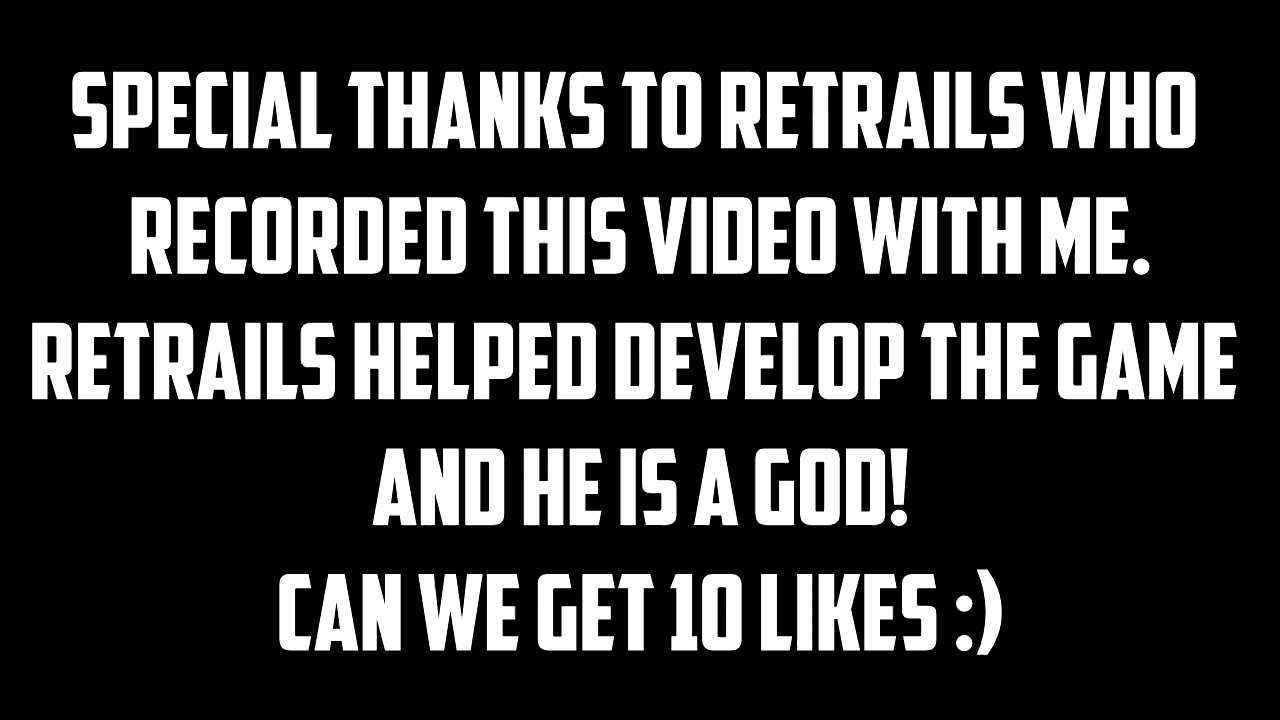 SPECIAL THANKS TO RETRAILS WHO
RECORDED THIS VIDEO WITH ME.
RETRAILS HELPED DEVELOP THE GAME
AND HE IS A GOD!
CAN WE GET 10 LIKES :)